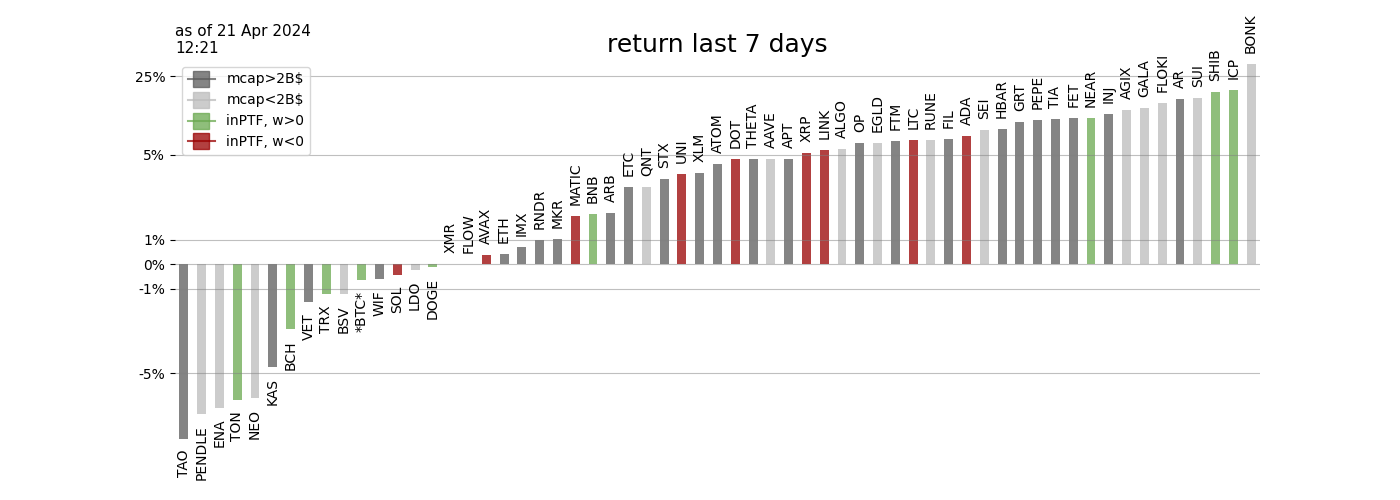 as of 21 Apr 2024
12:21
return last 7 days
mcap>2B$
mcap<2B$
inPTF, w>0
inPTF, w<0
25%
5%
1%
0%
-1%
-5%
TAO
PENDLE
ENA
TON
NEO
KAS
BCH
VET
TRX
BSV
*BTC*
WIF
SOL
LDO
DOGE
XMR
FLOW
AVAX
ETH
IMX
RNDR
MKR
MATIC
BNB
ARB
ETC
QNT
STX
UNI
XLM
ATOM
DOT
THETA
AAVE
APT
XRP
LINK
ALGO
OP
EGLD
FTM
LTC
RUNE
FIL
ADA
SEI
HBAR
GRT
PEPE
TIA
FET
NEAR
INJ
AGIX
GALA
FLOKI
AR
SUI
SHIB
ICP
BONK